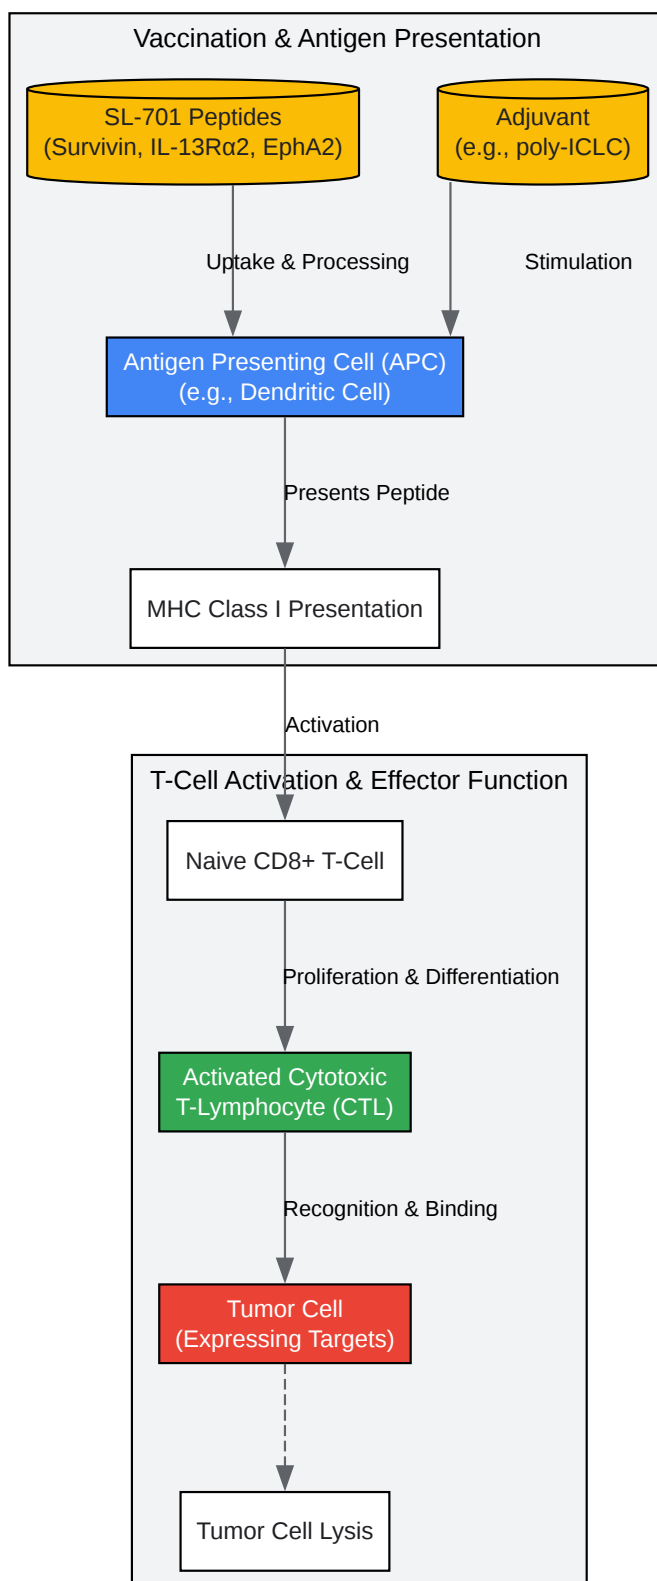 Vaccination & Antigen Presentation
SL-701 Peptides
(Survivin, IL-13Rα2, EphA2)
Adjuvant
(e.g., poly-ICLC)
Uptake & Processing
Stimulation
Antigen Presenting Cell (APC)
(e.g., Dendritic Cell)
Presents Peptide
MHC Class I Presentation
Activation
T-Cell Activation & Effector Function
Naive CD8+ T-Cell
Proliferation & Differentiation
Activated Cytotoxic
T-Lymphocyte (CTL)
Recognition & Binding
Tumor Cell
(Expressing Targets)
Tumor Cell Lysis